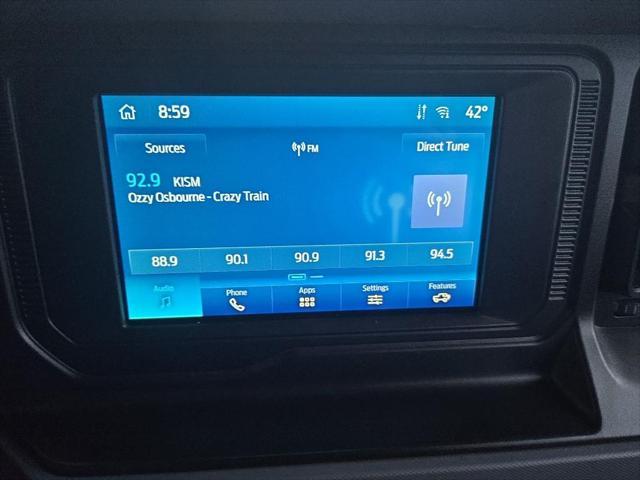 8:59 42°
Sources FM Direct Tune
92.9 KISM
Ozzy Osbourne - Crazy Train
88.9 90.1 90.9 91.3 94.5
Audio Phone Apps Settings Features